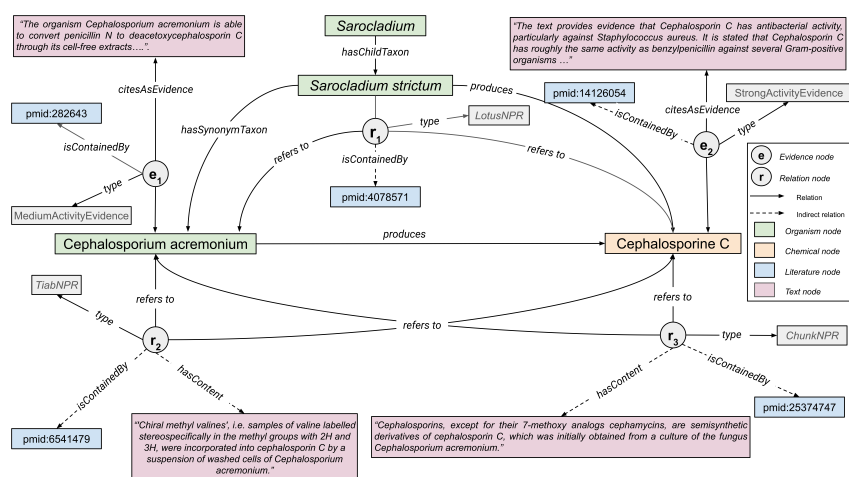 “The organism Cephalosporium acremonium is able
to convert penicillin N to deacetoxycephalosporin C
through its cell-free extracts….”.
Sarocladium
hasChildTaxon
“The text provides evidence that Cephalosporin C has antibacterial activity,
particularly against Staphylococcus aureus. It is stated that Cephalosporin C
has roughly the same activity as benzylpenicillin against several Gram-positive
organisms …”
Sarocladium strictum
produces
citesAsEvidence
pmid:14126054
citesAsEvidence
StrongActivityEvidence
pmid:282643
isContainedBy
hasSynonymTaxon
r1
type
LotusNPR
isContainedBy
type
e2
isContainedBy
refers to
refers to
e
Evidence node
r
Relation node
e1
type
pmid:4078571
Relation
Indirect relation
MediumActivityEvidence
Organism node
Cephalosporium acremonium
produces
Cephalosporine C
Chemical node
Literature node
Text node
TiabNPR
refers to
refers to
type
refers to
r2
r3
type
ChunkNPR
isContainedBy
hasContent
hasContent
isContainedBy
pmid:6541479
pmid:25374747
“‘Chiral methyl valines’, i.e. samples of valine labelled
stereospecifically in the methyl groups with 2H and
3H, were incorporated into cephalosporin C by a
suspension of washed cells of Cephalosporium
acremonium.”
“Cephalosporins, except for their 7-methoxy analogs cephamycins, are semisynthetic
derivatives of cephalosporin C, which was initially obtained from a culture of the fungus
Cephalosporium acremonium.”